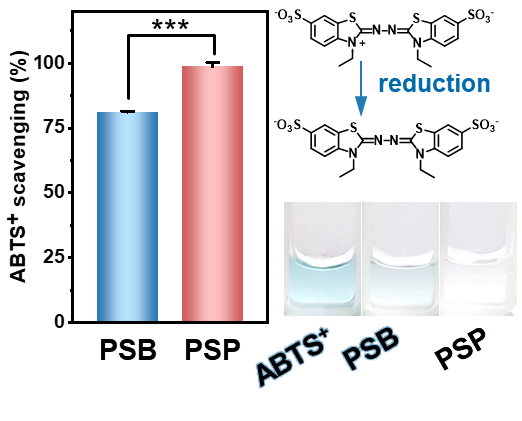 ABTS⁺ scavenging (%)
100
75
50
25
0
***
PSB PSP
⁻O₃S S N-N S SO₃⁻
N⁺ N
reduction
⁻O₃S S N-N S SO₃⁻
N N
ABTS⁺ PSB PSP